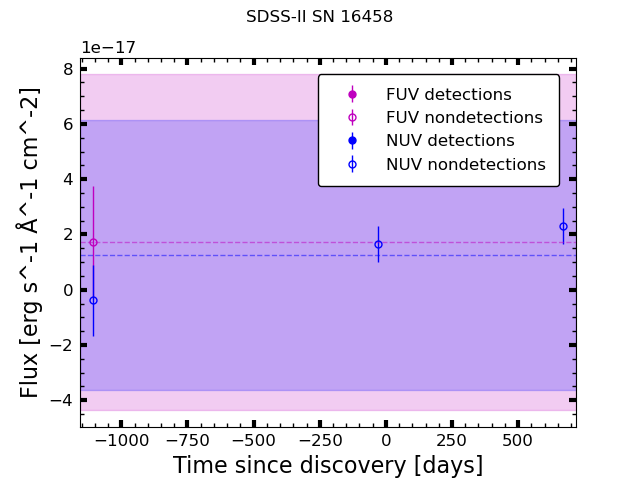 SDSS-II SN 16458
1e−17
8
6
4
2
0
−2
−4
Flux [erg s^-1 Å^-1 cm^-2]
FUV detections
FUV nondetections
NUV detections
NUV nondetections
−1000 −750 −500 −250 0 250 500
Time since discovery [days]